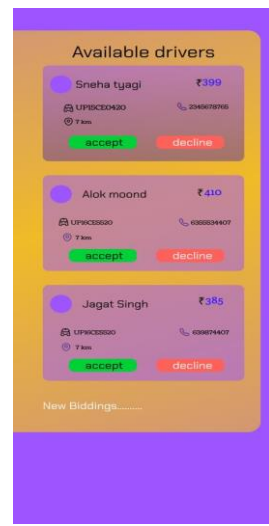 Available drivers
Sneha tyagi ₹399
UP15CE0420 2345678765
7 km
accept decline
Alok moond ₹410
UP16CE5520 6355534407
7 km
accept decline
Jagat Singh ₹385
UP16CE5520 639874407
7 km
accept decline
New Biddings.........